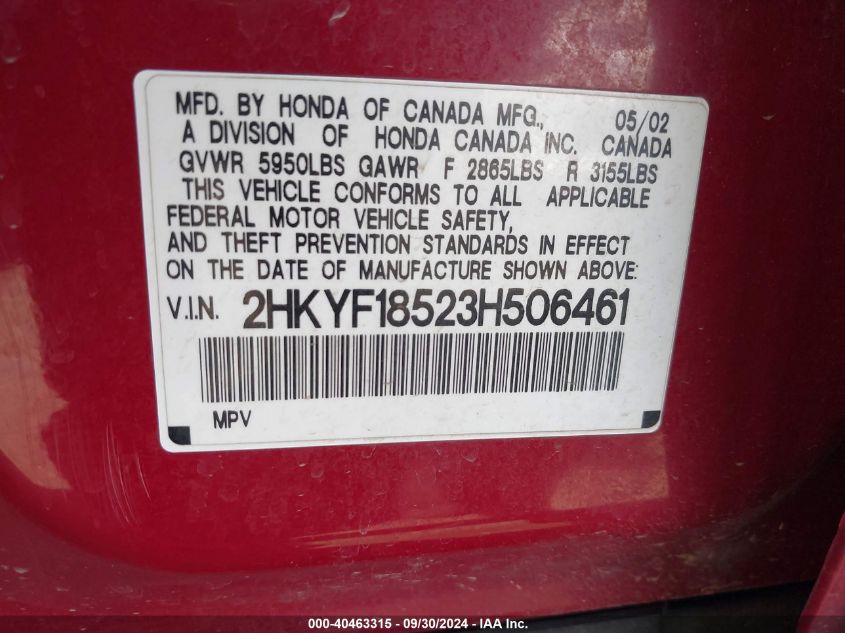 MFD. BY HONDA OF CANADA MFG., 05/02
A DIVISION OF HONDA CANADA INC. CANADA
GVWR 5950LBS GAWR F 2865LBS R 3155LBS
THIS VEHICLE CONFORMS TO ALL APPLICABLE
FEDERAL MOTOR VEHICLE SAFETY,
AND THEFT PREVENTION STANDARDS IN EFFECT
ON THE DATE OF MANUFACTURE SHOWN ABOVE:
V.I.N. 2HKYF18523H506461
MPV
000-40463315 - 09/30/2024 - IAA Inc.